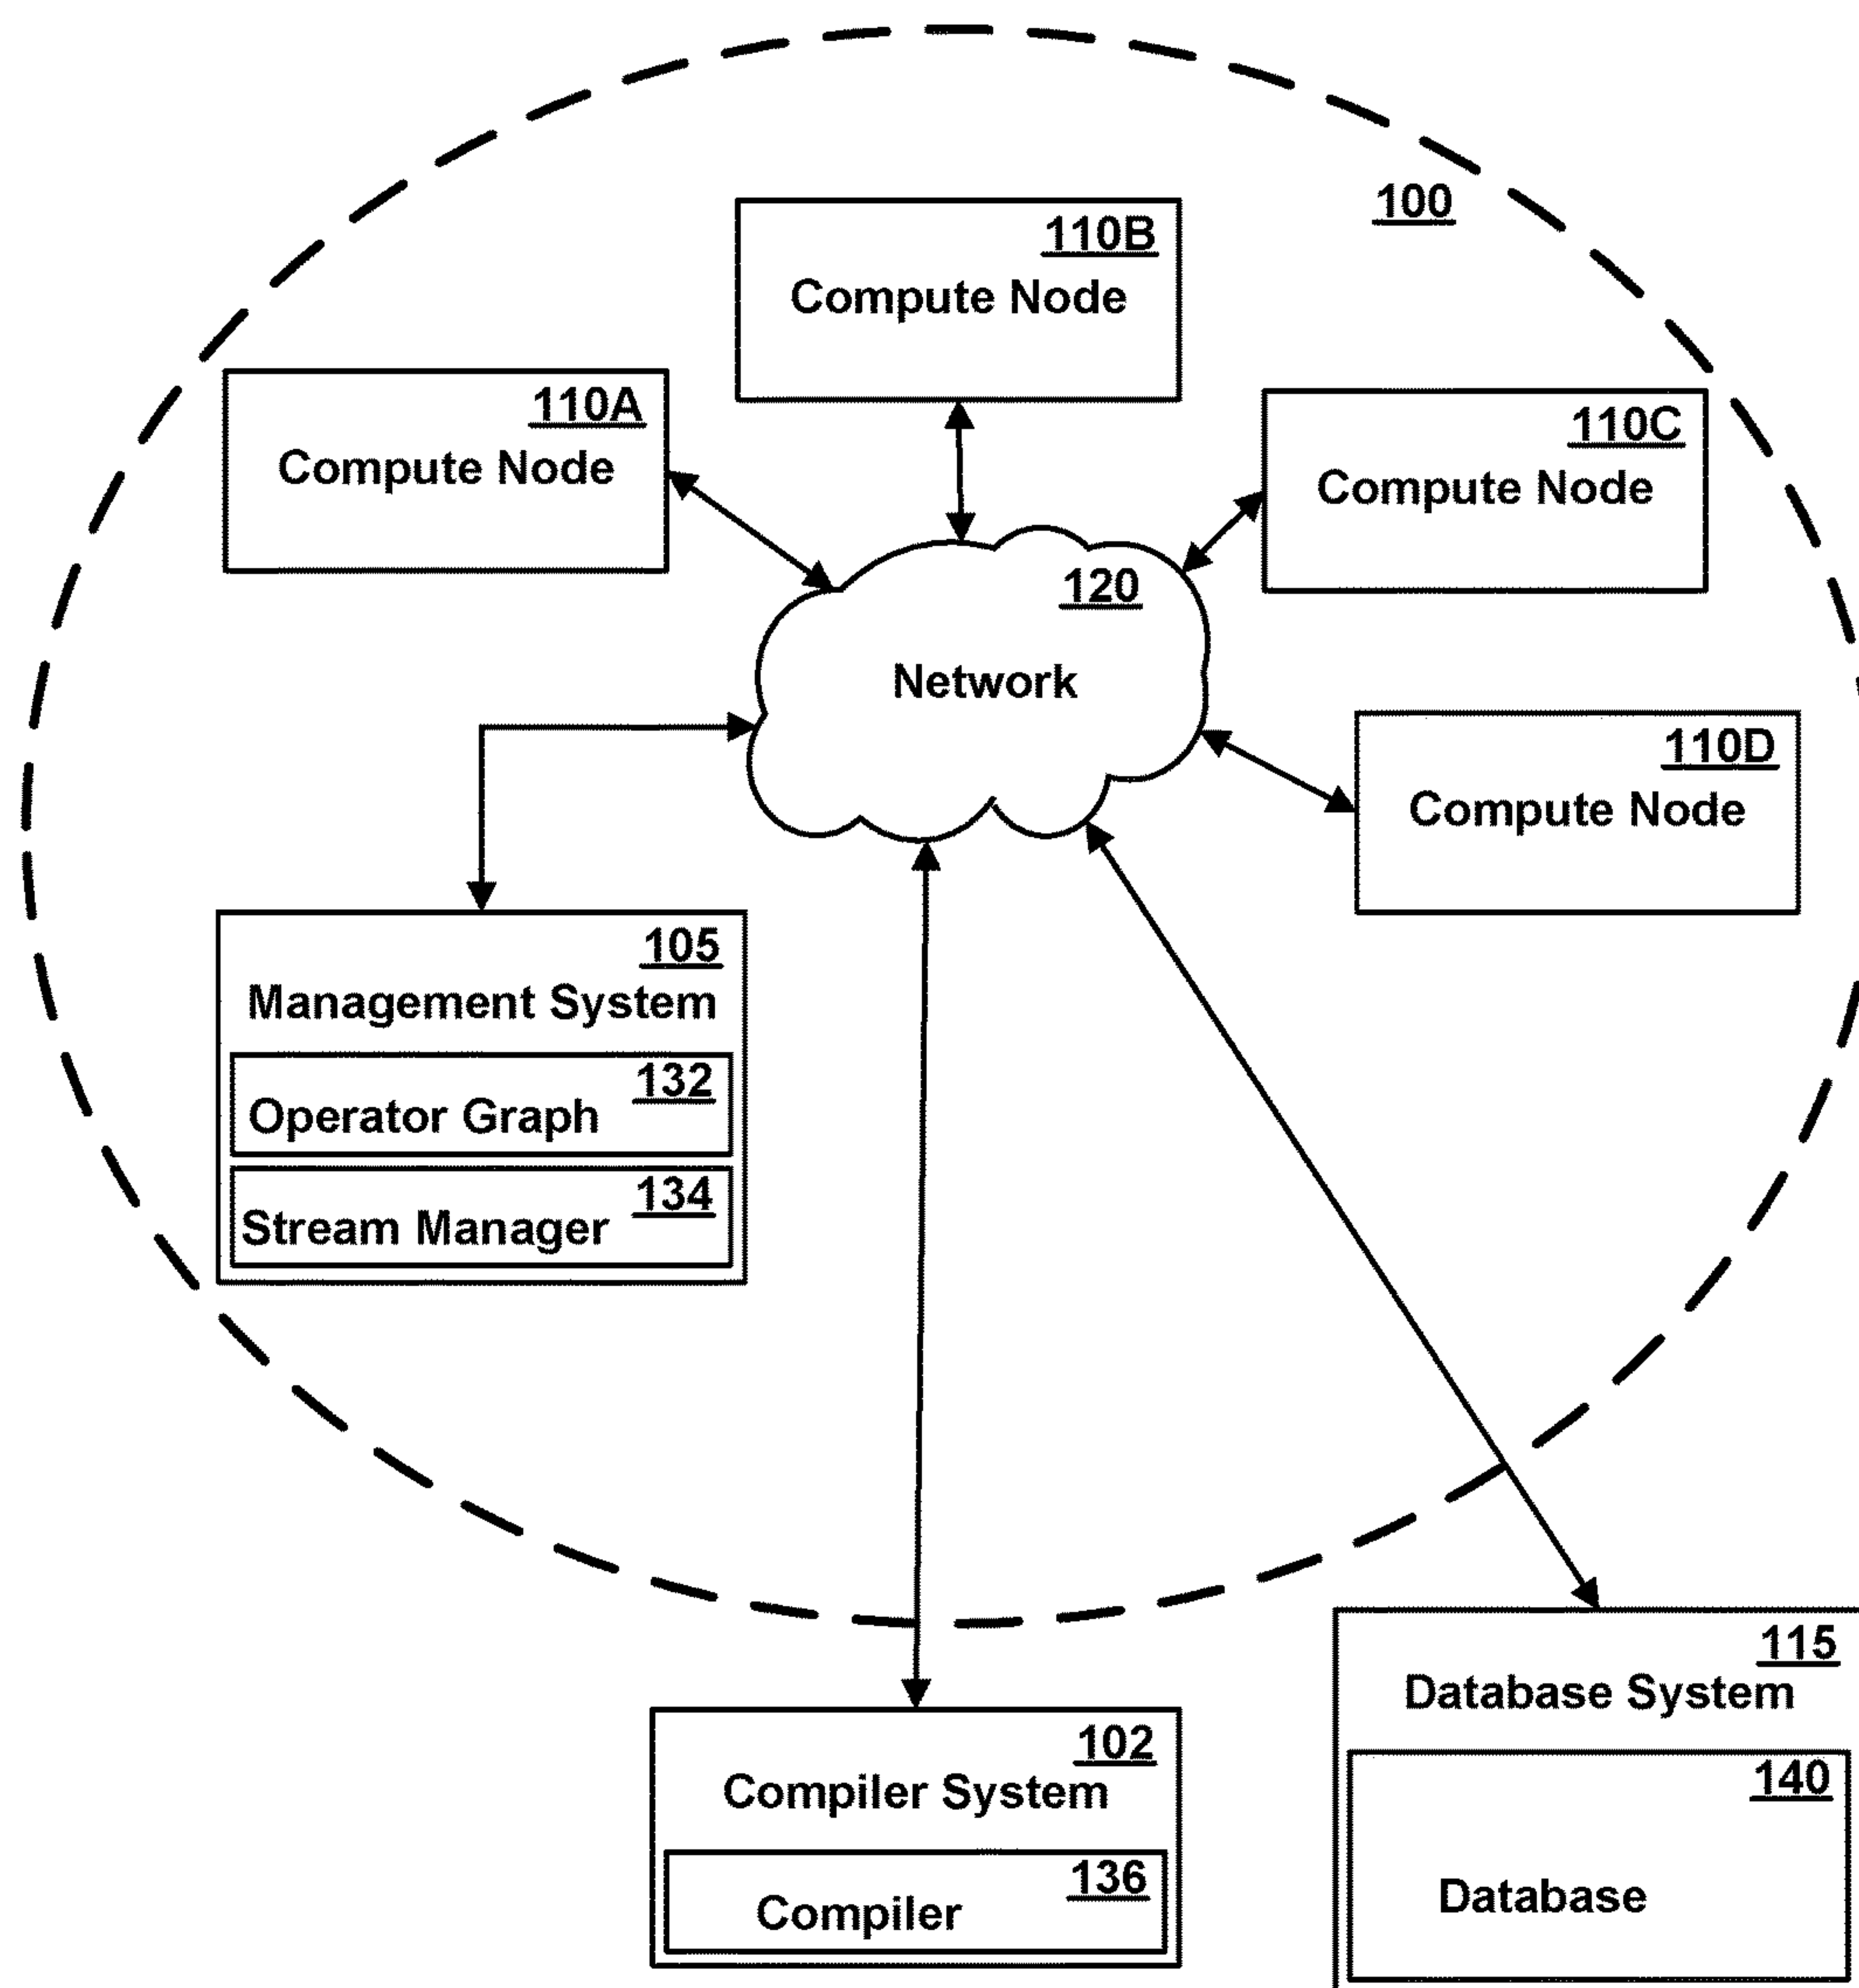 100
110B
Compute Node
110A
Compute Node
110C
Compute Node
120
Network
110D
Compute Node
105
Management System
132
Operator Graph
134
Stream Manager
115
Database System
140
Database
102
Compiler System
136
Compiler